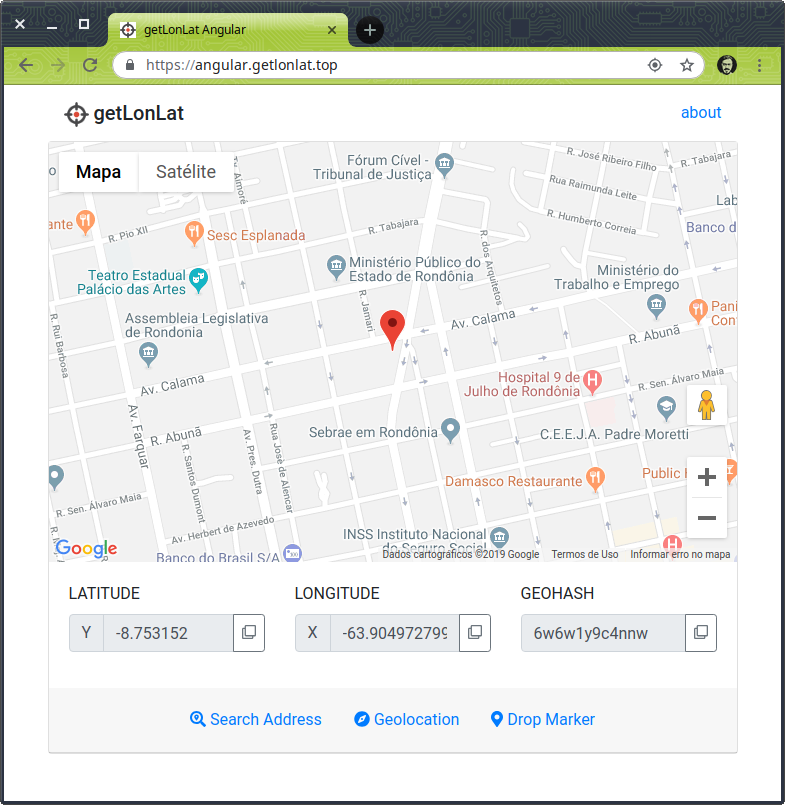 getLonLat Angular
https://angular.getlonlat.top
getLonLat
about
Mapa
Satélite
Fórum Cível -
Tribunal de Justiça
R. José Ribeiro Filho
R. Tabajara
Rua Raimunda Leite
R. Humberto Correia
Lab
Banco d
R. Aimoré
ante
R. Pio XII
Sesc Esplanada
R. Tabajara
R. dos Arquitetos
Teatro Estadual
Palácio das Artes
Ministério Público do
Estado de Rondônia
Ministério do
Trabalho e Emprego
R. Jamari
Pani
Con
R. Rui Barbosa
Assembleia Legislativa
de Rondonia
Av. Calama
R. Abunã
Av. Calama
Hospital 9 de
Julho de Rondônia
R. Sen. Álvaro Maia
Av. Farquar
R. Abunã
Sebrae em Rondônia
C.E.E.J.A. Padre Moretti
R. Santos Dumont
Av. Pres. Dutra
Rua José de Alencar
Damasco Restaurante
Public
R. Sen. Álvaro Maia
Av. Herbert de Azevedo
INSS Instituto Nacional
do Seguro Social
Banco do Brasil S/A
Google
Dados cartográficos ©2019 Google
Termos de Uso
Informar erro no mapa
LATITUDE
LONGITUDE
GEOHASH
Y
-8.753152
X
-63.904972799
6w6w1y9c4nnw
Search Address
Geolocation
Drop Marker